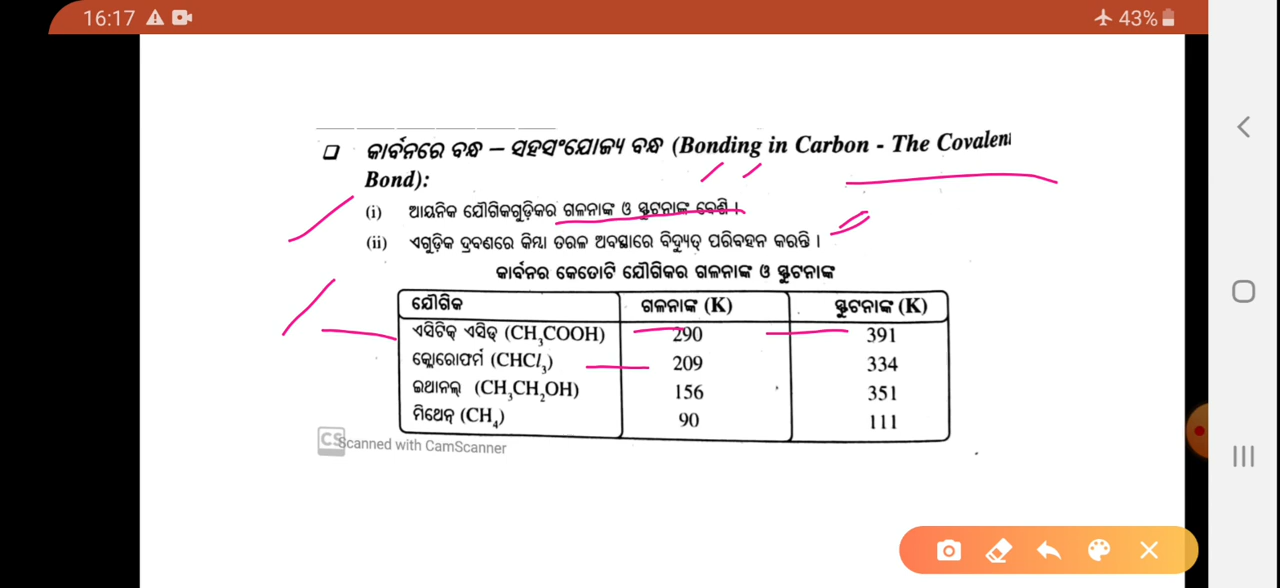 16:17
43%
❑ କାର୍ବନରେ ବନ୍ଧ – ସହସଂଯୋଜ୍ୟ ବନ୍ଧ (Bonding in Carbon - The Covalent
Bond):
(i) ଆୟନିକ ଯୌଗିକଗୁଡ଼ିକର ଗଳନାଙ୍କ ଓ ସ୍ଫୁଟନାଙ୍କ ବେଶି ।
(ii) ଏଗୁଡ଼ିକ ଦ୍ରବଣରେ କିମ୍ବା ତରଳ ଅବସ୍ଥାରେ ବିଦ୍ୟୁତ୍ ପରିବହନ କରନ୍ତି ।
କାର୍ବନର କେତୋଟି ଯୌଗିକର ଗଳନାଙ୍କ ଓ ସ୍ଫୁଟନାଙ୍କ
ଯୌଗିକ ଗଳନାଙ୍କ (K) ସ୍ଫୁଟନାଙ୍କ (K)
ଏସିଟିକ୍ ଏସିଡ୍ (CH₃COOH) 290 391
କ୍ଲୋରୋଫର୍ମ (CHCl₃) 209 334
ଇଥାନଲ୍ (CH₃CH₂OH) 156 351
ମିଥେନ୍ (CH₄) 90 111
CS Scanned with CamScanner